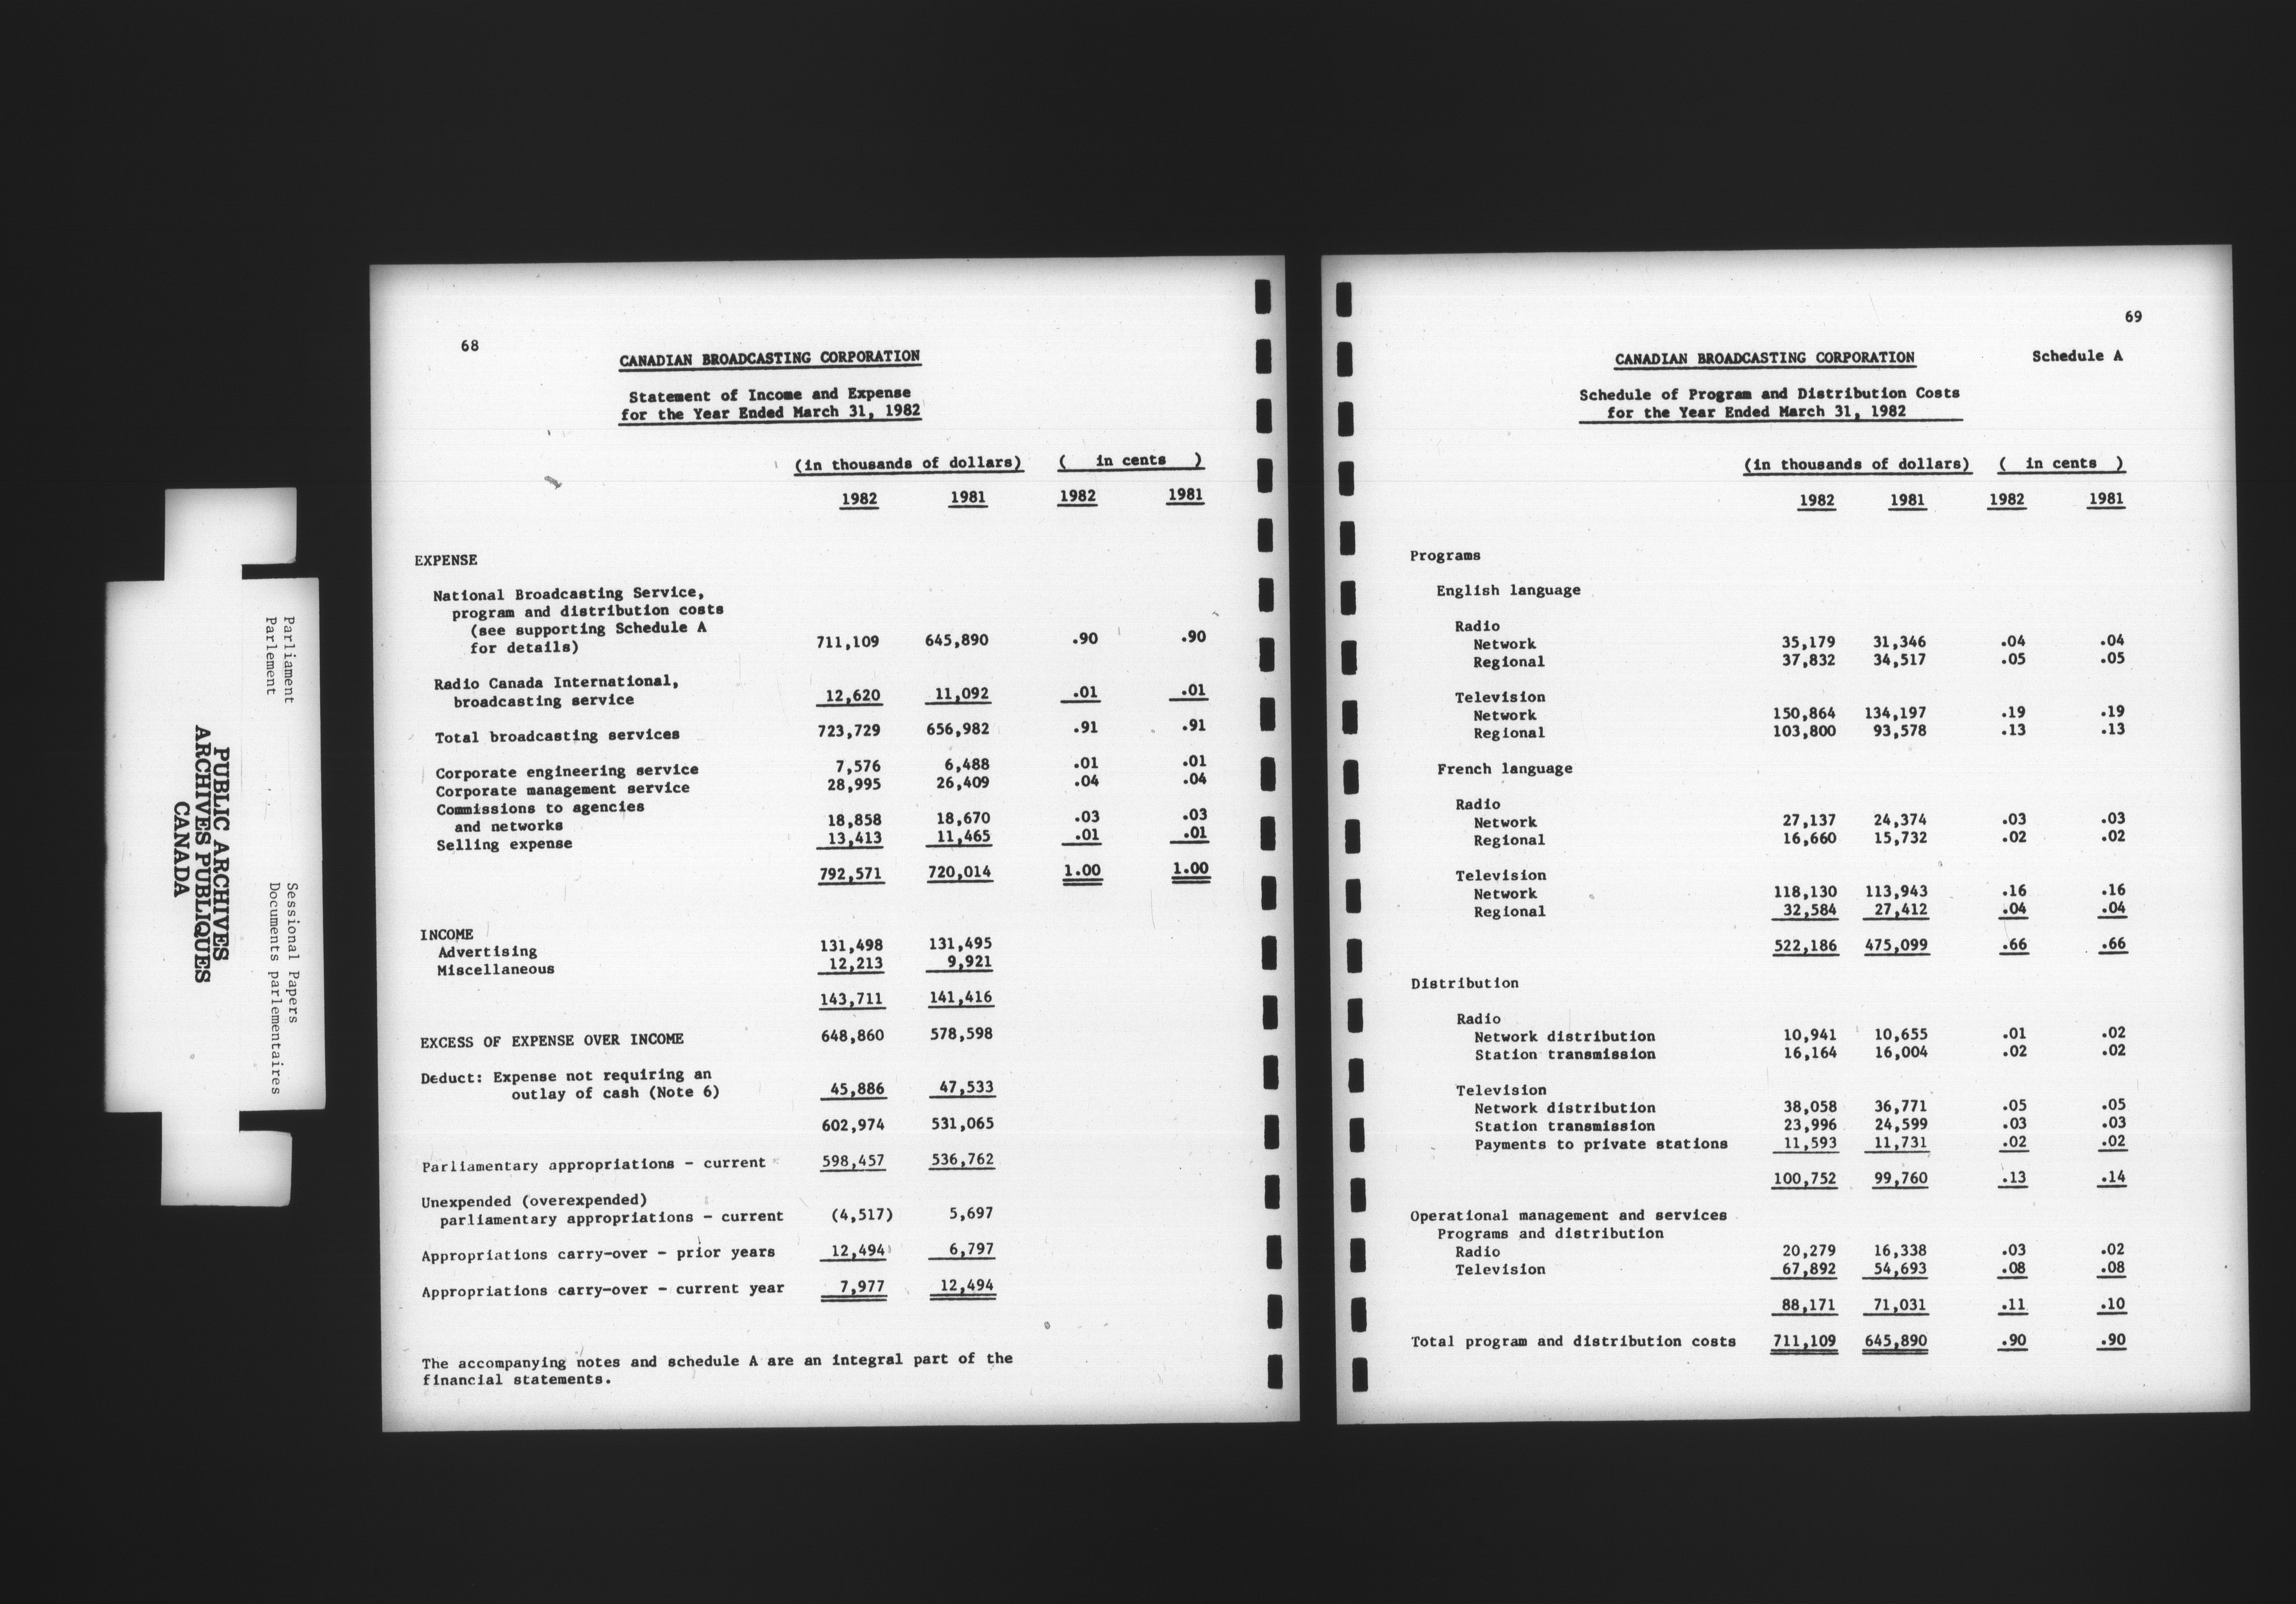 Parliament
Parlement
Sessional Papers
Documents parlementaires
PUBLIC ARCHIVES
ARCHIVES PUBLIQUES
CANADA
68
CANADIAN BROADCASTING CORPORATION
Statement of Income and Expense
for the Year Ended March 31, 1982
(in thousands of dollars) ( in cents )
1982 1981 1982 1981
EXPENSE
National Broadcasting Service,
program and distribution costs
(see supporting Schedule A
for details) 711,109 645,890 .90 .90
Radio Canada International,
broadcasting service 12,620 11,092 .01 .01
Total broadcasting services 723,729 656,982 .91 .91
Corporate engineering service 7,576 6,488 .01 .01
Corporate management service 28,995 26,409 .04 .04
Commissions to agencies
and networks 18,858 18,670 .03 .03
Selling expense 13,413 11,465 .01 .01
792,571 720,014 1.00 1.00
INCOME
Advertising 131,498 131,495
Miscellaneous 12,213 9,921
143,711 141,416
EXCESS OF EXPENSE OVER INCOME 648,860 578,598
Deduct: Expense not requiring an
outlay of cash (Note 6) 45,886 47,533
602,974 531,065
Parliamentary appropriations - current 598,457 536,762
Unexpended (overexpended)
parliamentary appropriations - current (4,517) 5,697
Appropriations carry-over - prior years 12,494 6,797
Appropriations carry-over - current year 7,977 12,494
The accompanying notes and schedule A are an integral part of the
financial statements.
69
CANADIAN BROADCASTING CORPORATION Schedule A
Schedule of Program and Distribution Costs
for the Year Ended March 31, 1982
(in thousands of dollars) ( in cents )
1982 1981 1982 1981
Programs
English language
Radio
Network 35,179 31,346 .04 .04
Regional 37,832 34,517 .05 .05
Television
Network 150,864 134,197 .19 .19
Regional 103,800 93,578 .13 .13
French language
Radio
Network 27,137 24,374 .03 .03
Regional 16,660 15,732 .02 .02
Television
Network 118,130 113,943 .16 .16
Regional 32,584 27,412 .04 .04
522,186 475,099 .66 .66
Distribution
Radio
Network distribution 10,941 10,655 .01 .02
Station transmission 16,164 16,004 .02 .02
Television
Network distribution 38,058 36,771 .05 .05
Station transmission 23,996 24,599 .03 .03
Payments to private stations 11,593 11,731 .02 .02
100,752 99,760 .13 .14
Operational management and services
Programs and distribution
Radio 20,279 16,338 .03 .02
Television 67,892 54,693 .08 .08
88,171 71,031 .11 .10
Total program and distribution costs 711,109 645,890 .90 .90